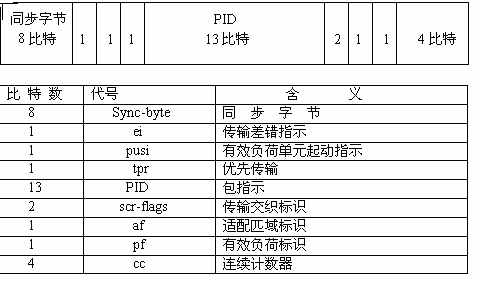 同步字节 PID
8比特 1 1 1 13比特 2 1 1 4比特
比 特 数 代号 含 义
8 Sync-byte 同 步 字 节
1 ei 传输差错指示
1 pusi 有效负荷单元起动指示
1 tpr 优先传输
13 PID 包指示
2 scr-flags 传输交织标识
1 af 适配匹域标识
1 pf 有效负荷标识
4 cc 连续计数器